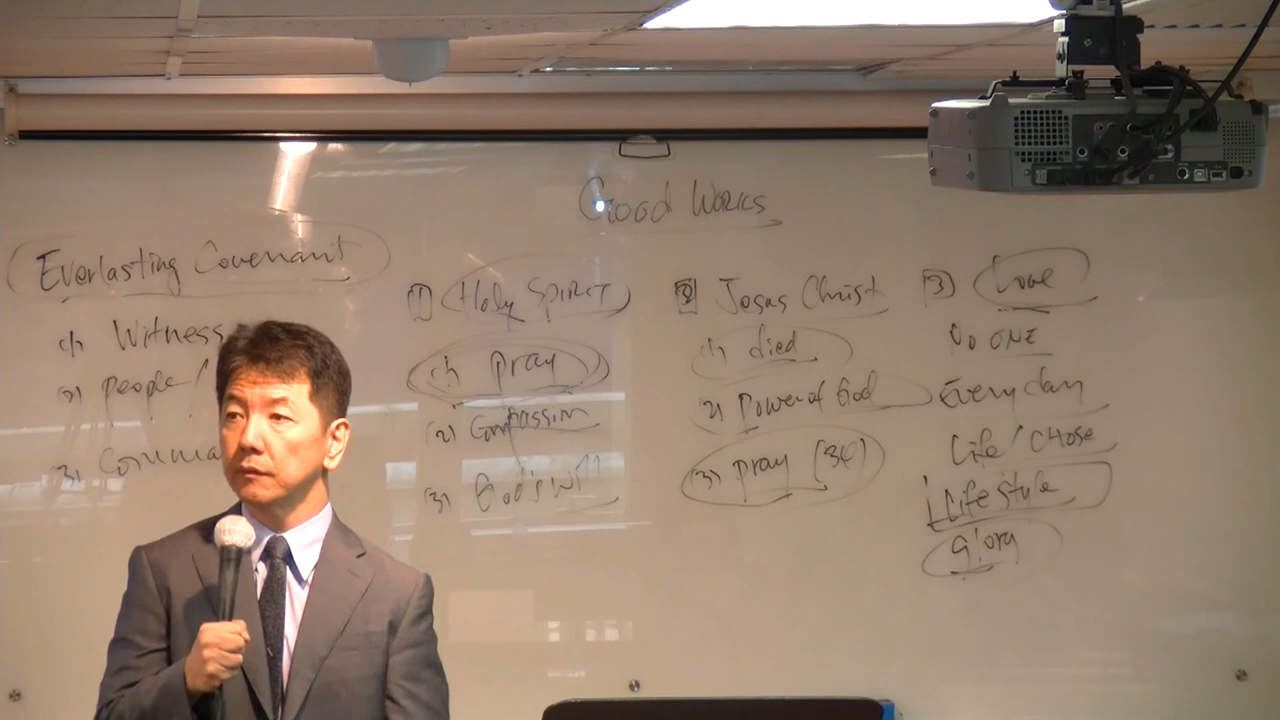 Good Works
Everlasting Covenant
1) Witness
2) People!
3) Comma
[1] Holy SPIRIT
1) pray
(2) Compassion
(3) God's will
[2] Jesus Christ
1) died
2) Power of God
(3) pray (34)
[3] Love
ONE
Everyday
Life/CHOSE
Life style
glory